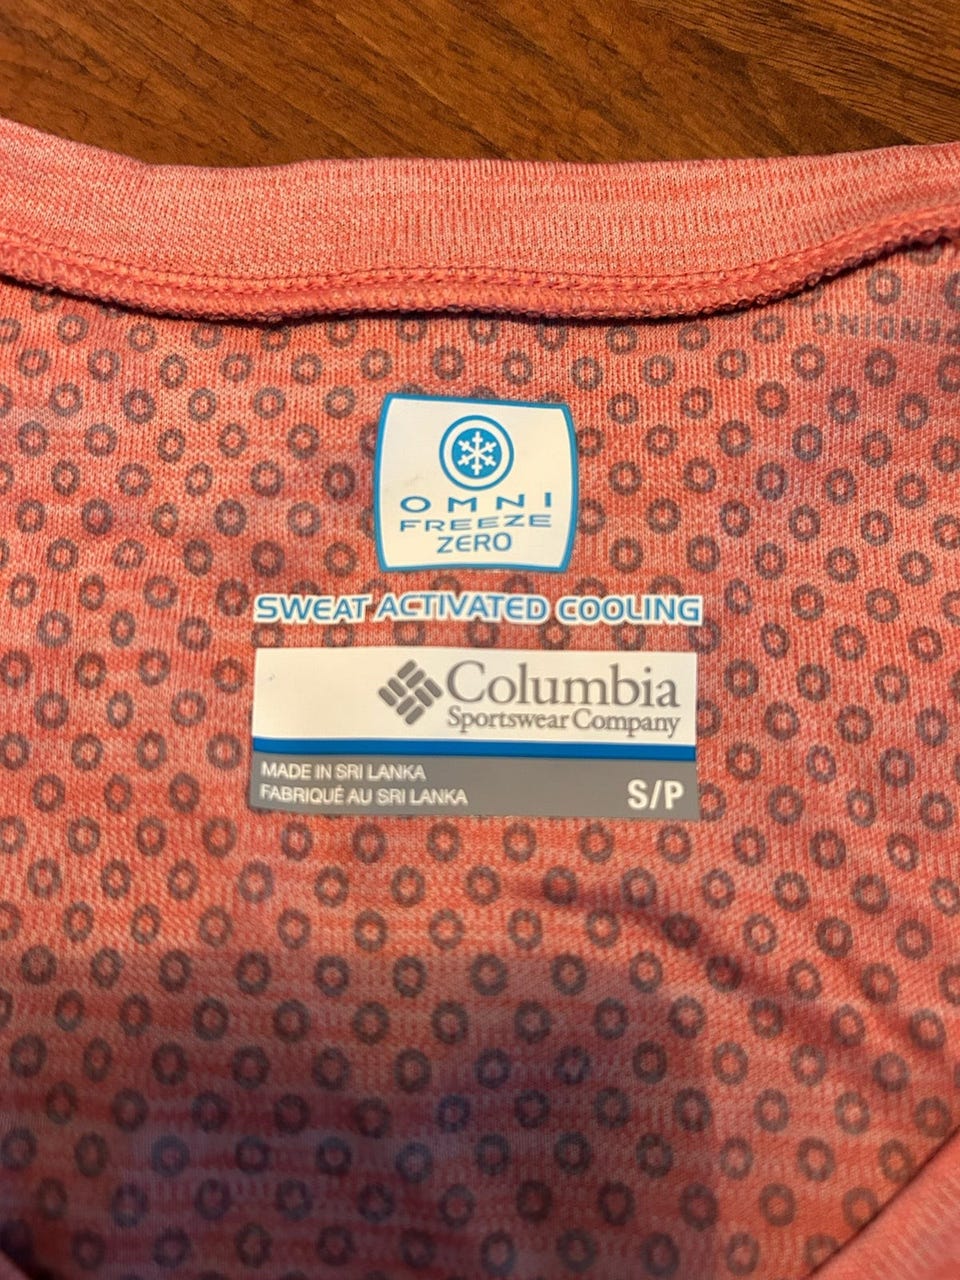 OMNI
FREEZE
ZERO
SWEAT ACTIVATED COOLING
Columbia
Sportswear Company
MADE IN SRI LANKA
FABRIQUÉ AU SRI LANKA
S/P